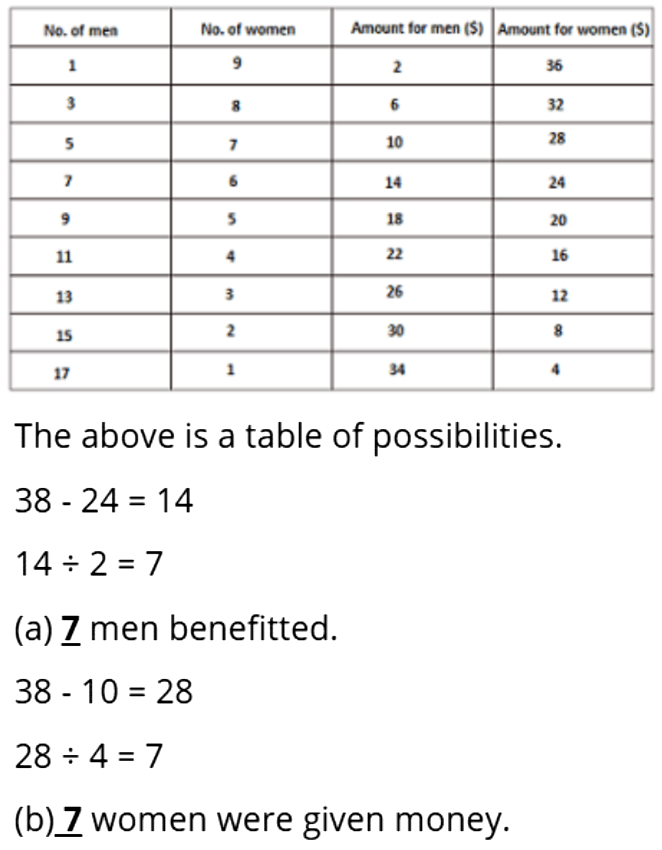 No. of men No. of women Amount for men ($) Amount for women ($)
1 9 2 36
3 8 6 32
5 7 10 28
7 6 14 24
9 5 18 20
11 4 22 16
13 3 26 12
15 2 30 8
17 1 34 4
The above is a table of possibilities.
38 - 24 = 14
14 ÷ 2 = 7
(a) 7 men benefitted.
38 - 10 = 28
28 ÷ 4 = 7
(b) 7 women were given money.